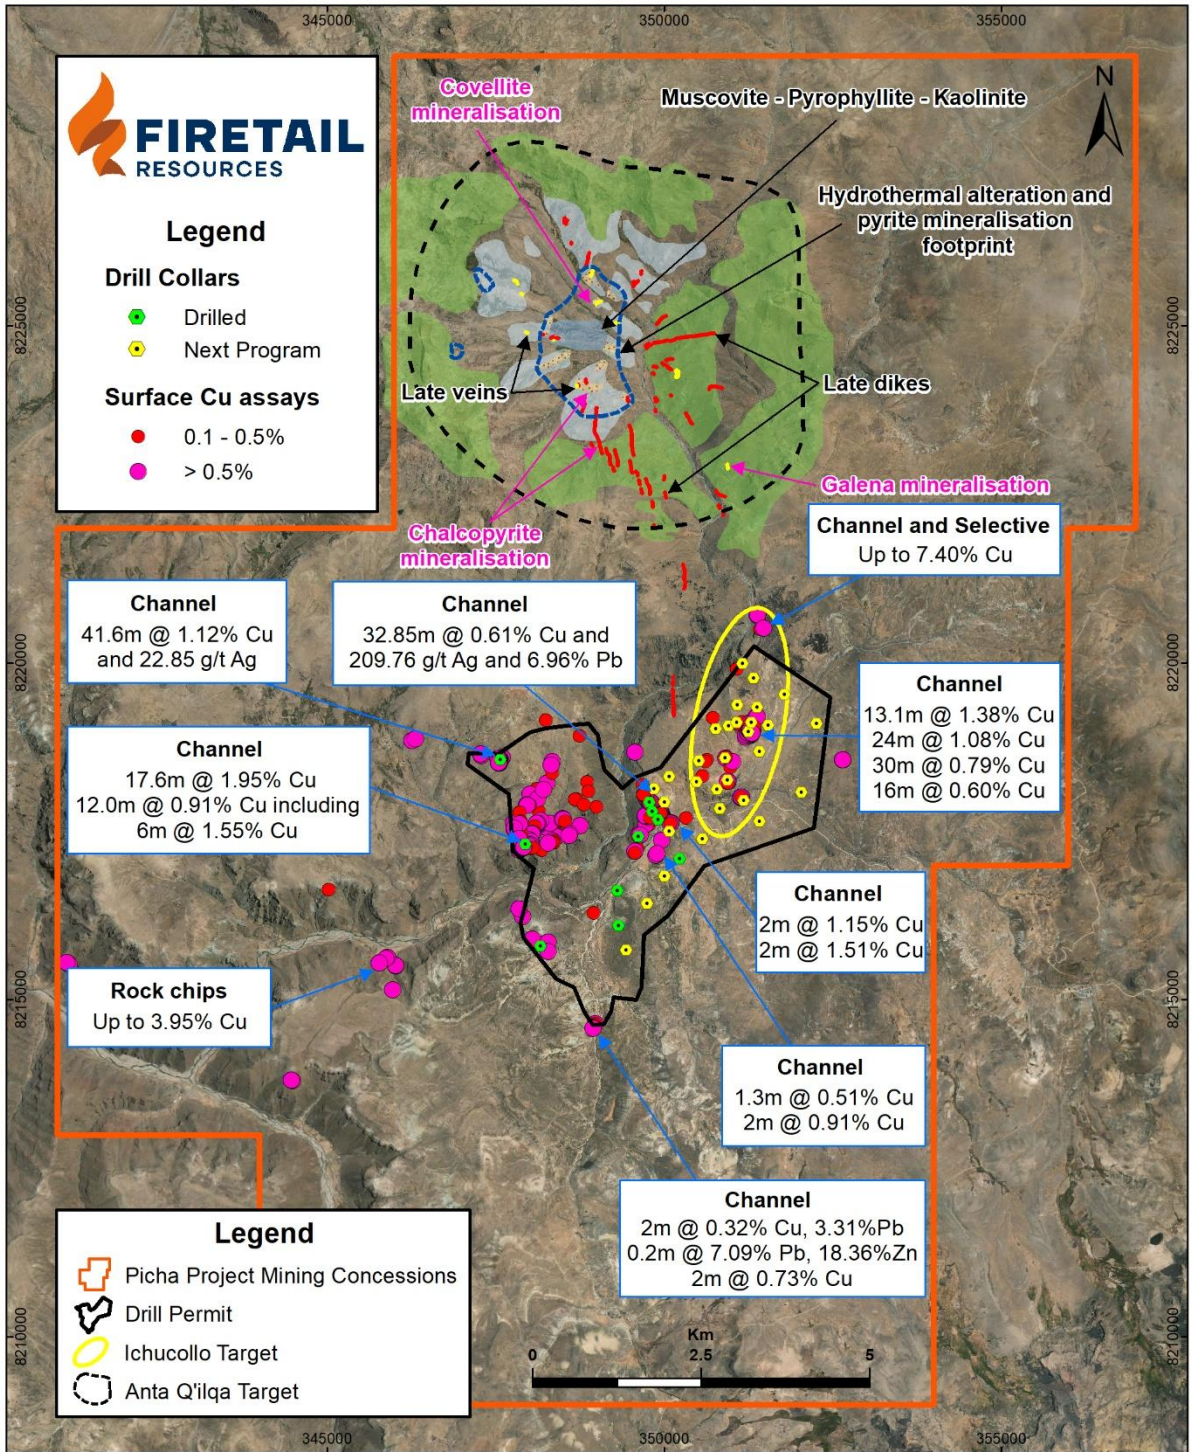 345000
350000
355000
FIRETAIL
RESOURCES
Legend
Drill Collars
Drilled
Next Program
Surface Cu assays
0.1 - 0.5%
> 0.5%
N
Covellite
mineralisation
Muscovite - Pyrophyllite - Kaolinite
Hydrothermal alteration and
pyrite mineralisation
footprint
8225000
8225000
Late veins
Late dikes
Galena mineralisation
Chalcopyrite
mineralisation
Channel and Selective
Up to 7.40% Cu
Channel
41.6m @ 1.12% Cu
and 22.85 g/t Ag
Channel
32.85m @ 0.61% Cu and
209.76 g/t Ag and 6.96% Pb
8220000
8220000
Channel
13.1m @ 1.38% Cu
24m @ 1.08% Cu
30m @ 0.79% Cu
16m @ 0.60% Cu
Channel
17.6m @ 1.95% Cu
12.0m @ 0.91% Cu including
6m @ 1.55% Cu
Channel
2m @ 1.15% Cu
2m @ 1.51% Cu
Rock chips
Up to 3.95% Cu
8215000
8215000
Channel
1.3m @ 0.51% Cu
2m @ 0.91% Cu
Channel
2m @ 0.32% Cu, 3.31%Pb
0.2m @ 7.09% Pb, 18.36%Zn
2m @ 0.73% Cu
Legend
Picha Project Mining Concessions
Drill Permit
Ichucollo Target
Anta Q'ilqa Target
8210000
8210000
Km
0
2.5
5
345000
350000
355000